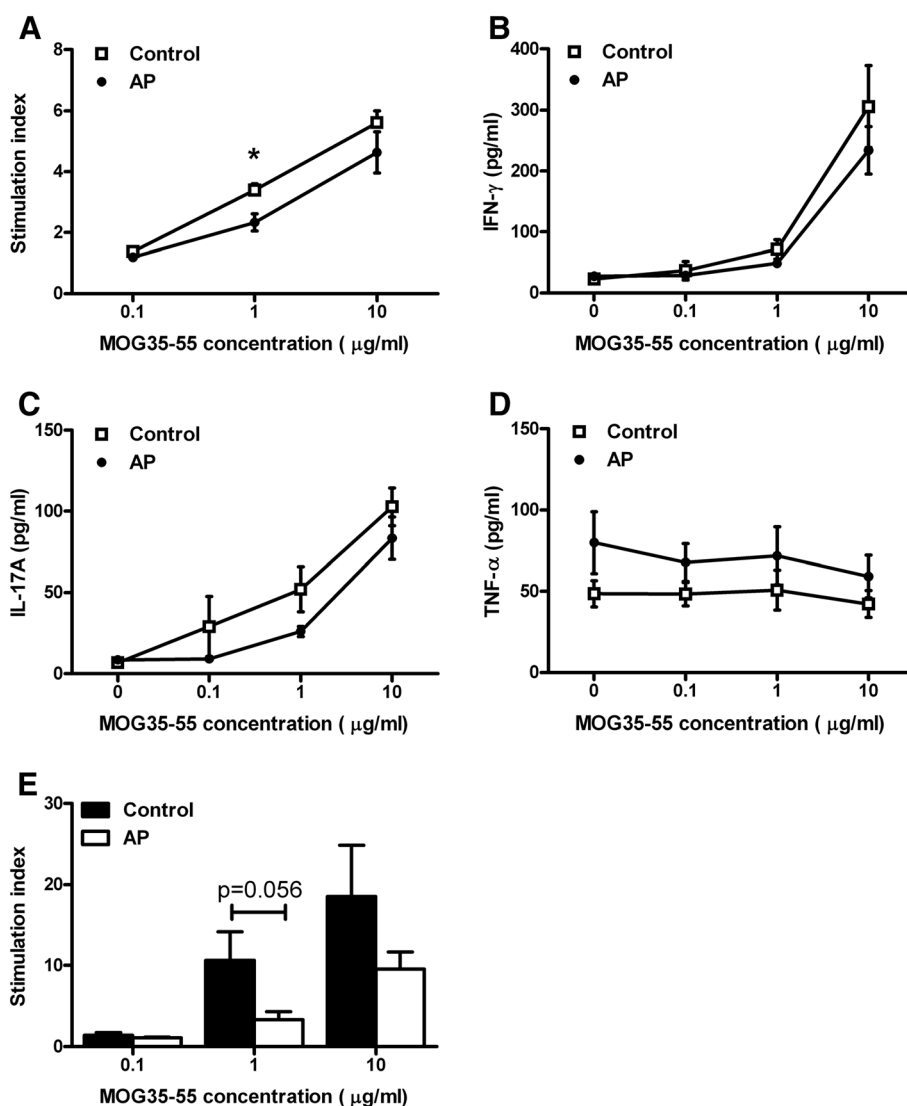 A
Control
AP
8
6
4
2
0
*
0.1 1 10
Stimulation index
MOG35-55 concentration ( μg/ml)
B
Control
AP
400
300
200
100
0
0 0.1 1 10
IFN-γ (pg/ml)
MOG35-55 concentration ( μg/ml)
C
Control
AP
150
100
50
0
0 0.1 1 10
IL-17A (pg/ml)
MOG35-55 concentration ( μg/ml)
D
Control
AP
150
100
50
0
0 0.1 1 10
TNF-α (pg/ml)
MOG35-55 concentration ( μg/ml)
E
Control
AP
30
20
10
0
p=0.056
0.1 1 10
Stimulation index
MOG35-55 concentration ( μg/ml)